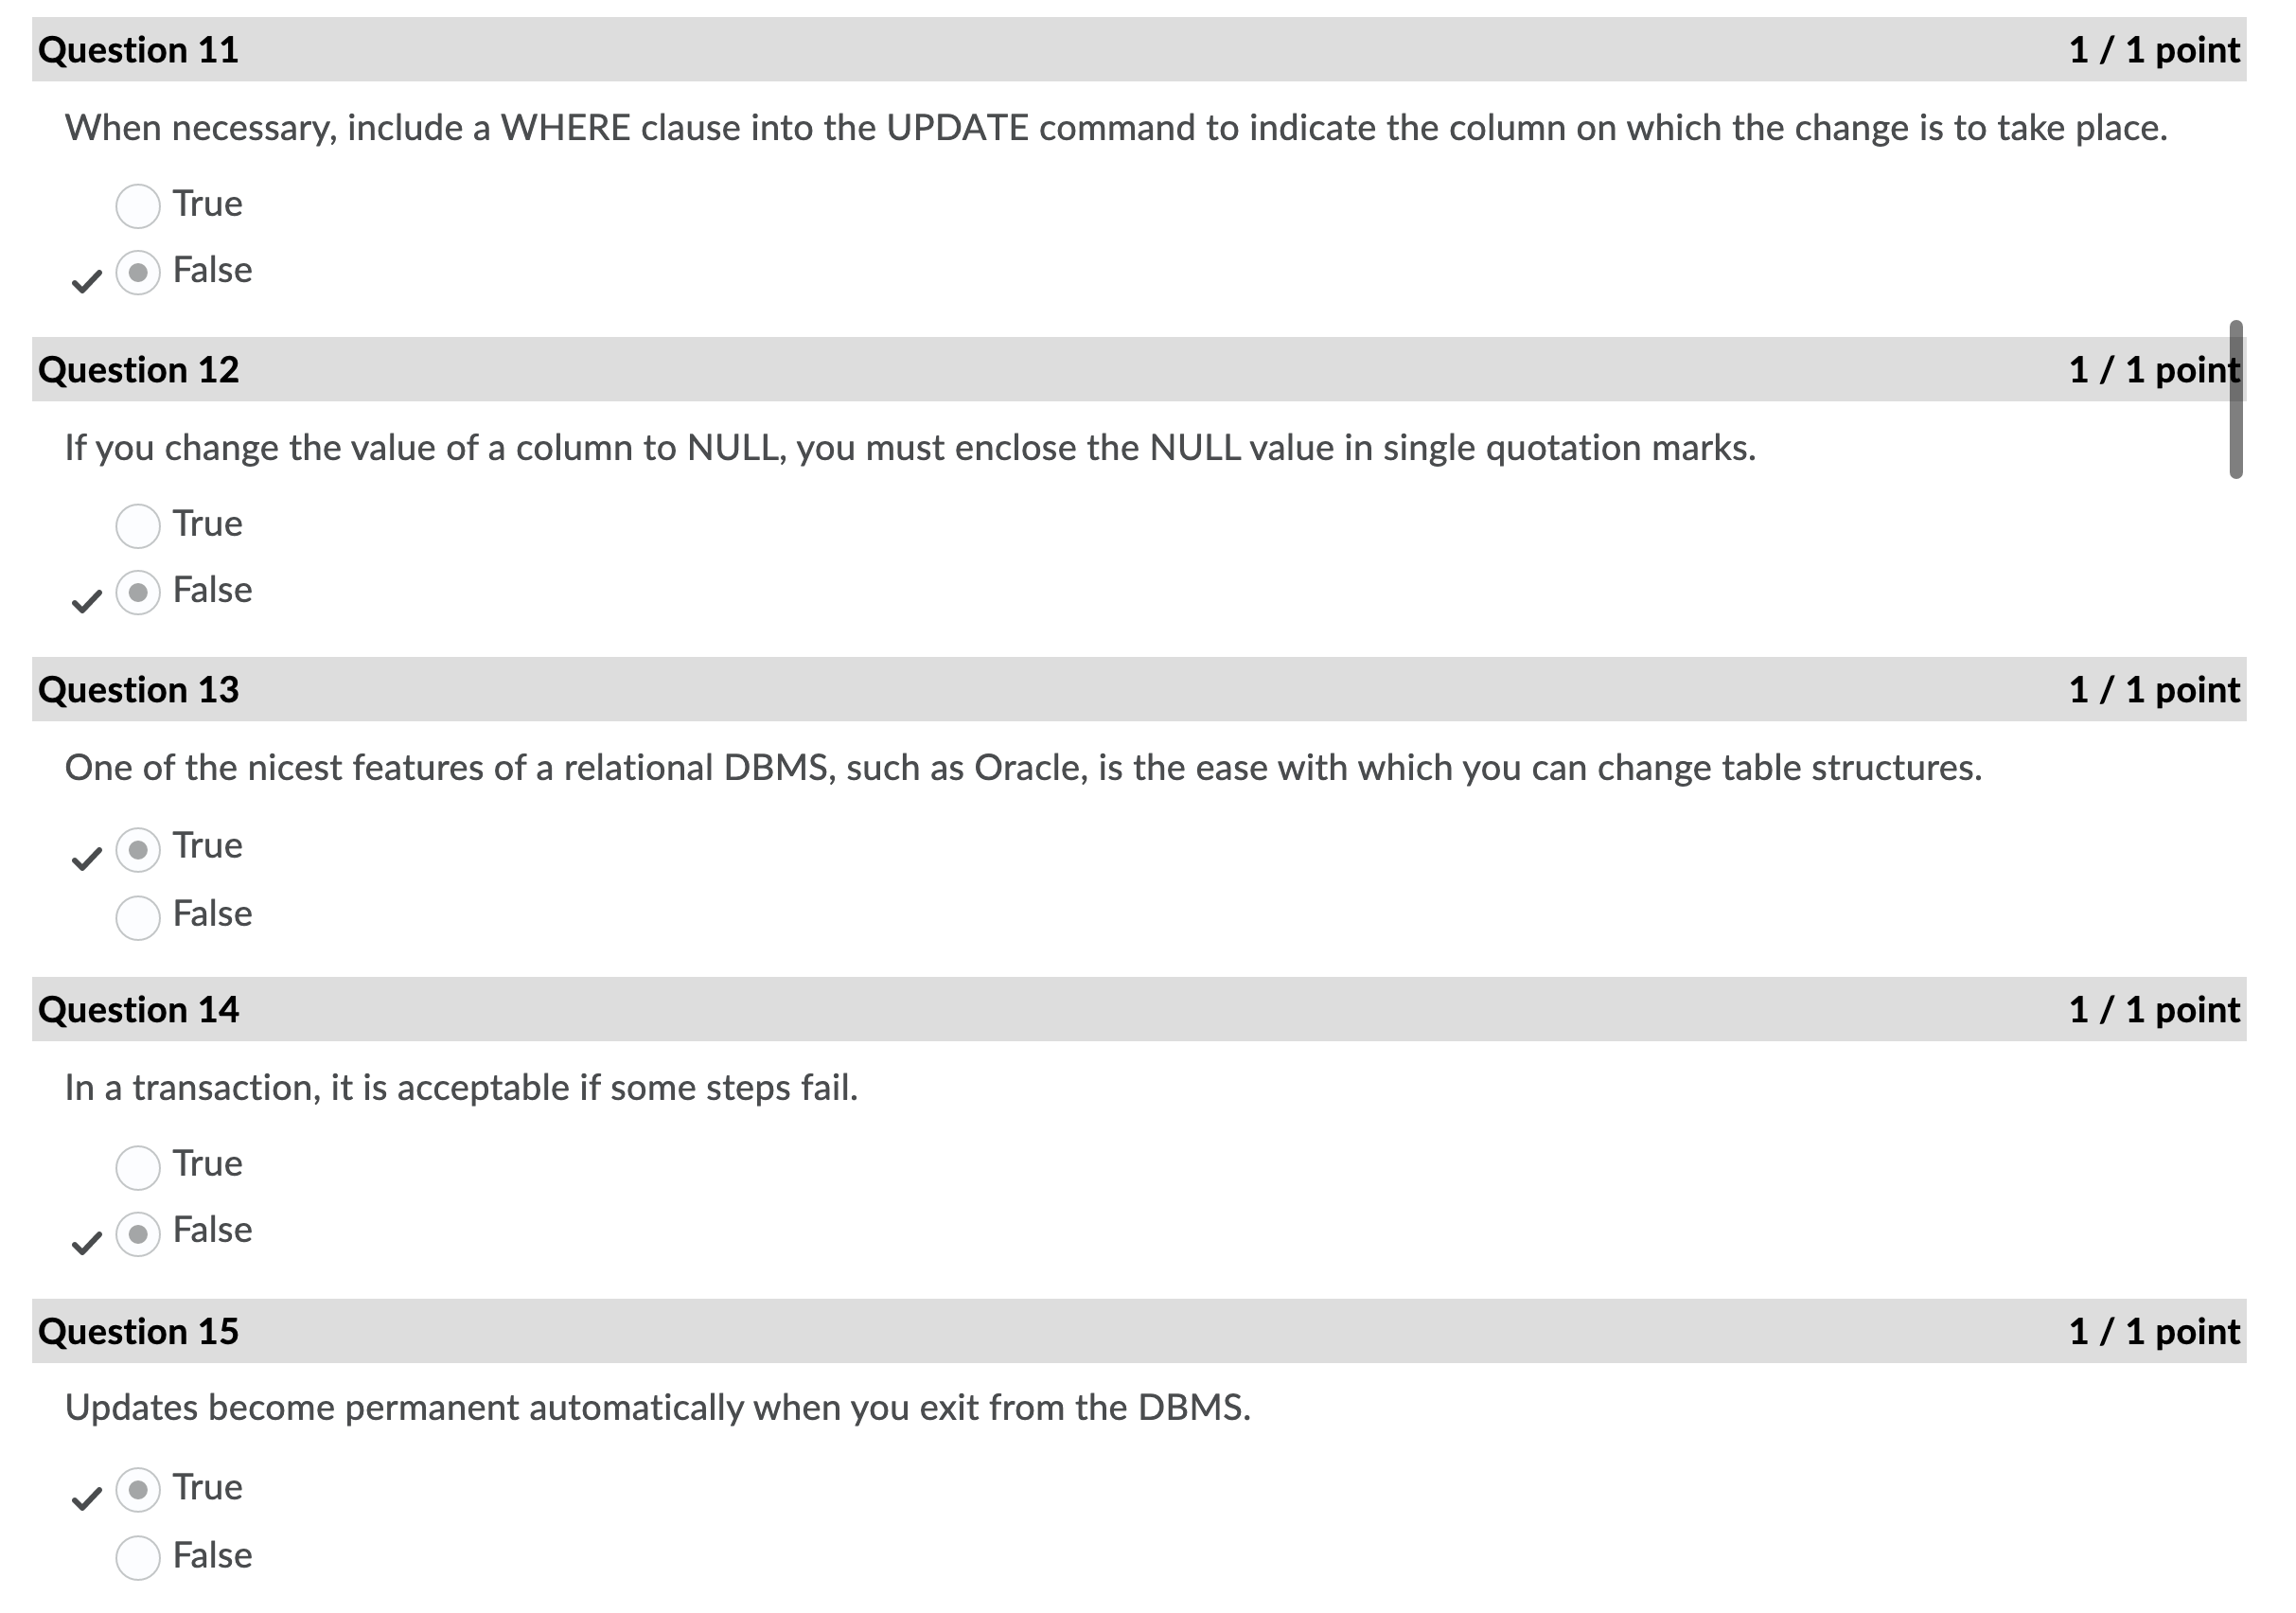 Question 11 1 / 1 point
When necessary, include a WHERE clause into the UPDATE command to indicate the column on which the change is to take place.
True
False
Question 12 1 / 1 point
If you change the value of a column to NULL, you must enclose the NULL value in single quotation marks.
True
False
Question 13 1 / 1 point
One of the nicest features of a relational DBMS, such as Oracle, is the ease with which you can change table structures.
True
False
Question 14 1 / 1 point
In a transaction, it is acceptable if some steps fail.
True
False
Question 15 1 / 1 point
Updates become permanent automatically when you exit from the DBMS.
True
False